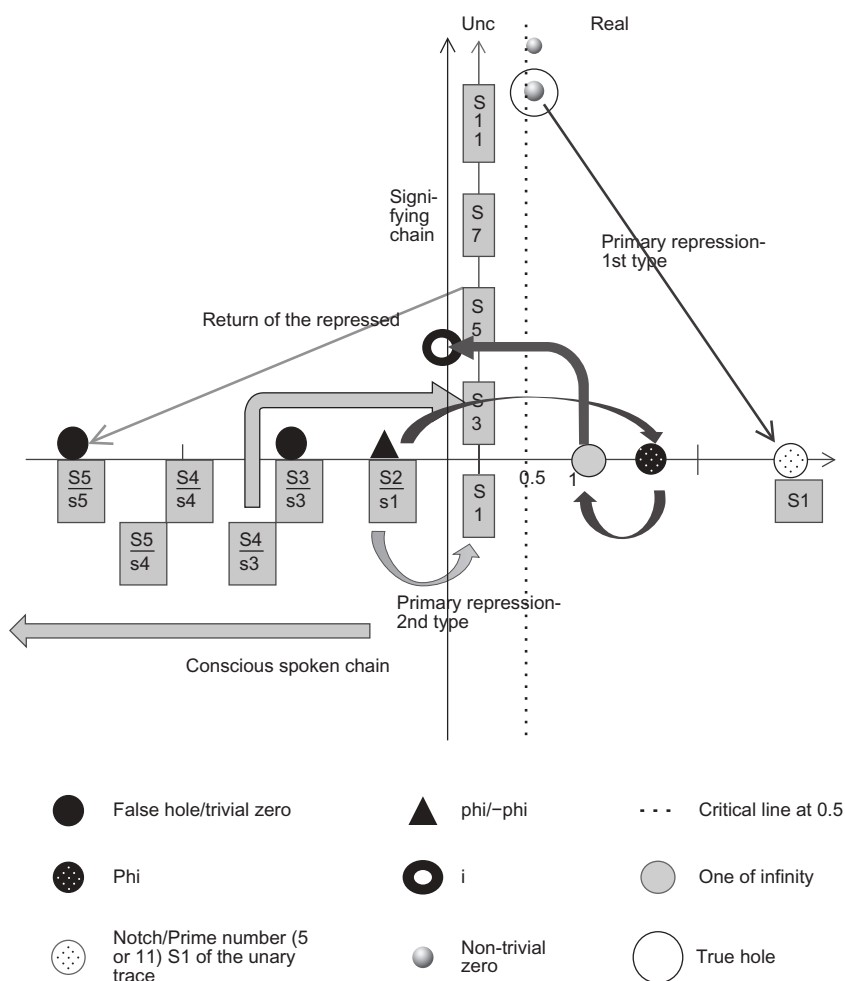 Unc
Real
S
1
1
Signi-
fying
chain
S
7
Primary repression-
1st type
S
5
Return of the repressed
S
3
S5
s5
S4
s4
S3
s3
S2
s1
S
1
0.5
1
S1
S5
s4
S4
s3
Primary repression-
2nd type
Conscious spoken chain
False hole/trivial zero
phi/−phi
Critical line at 0.5
Phi
i
One of infinity
Notch/Prime number (5
or 11) S1 of the unary
trace
Non-trivial
zero
True hole